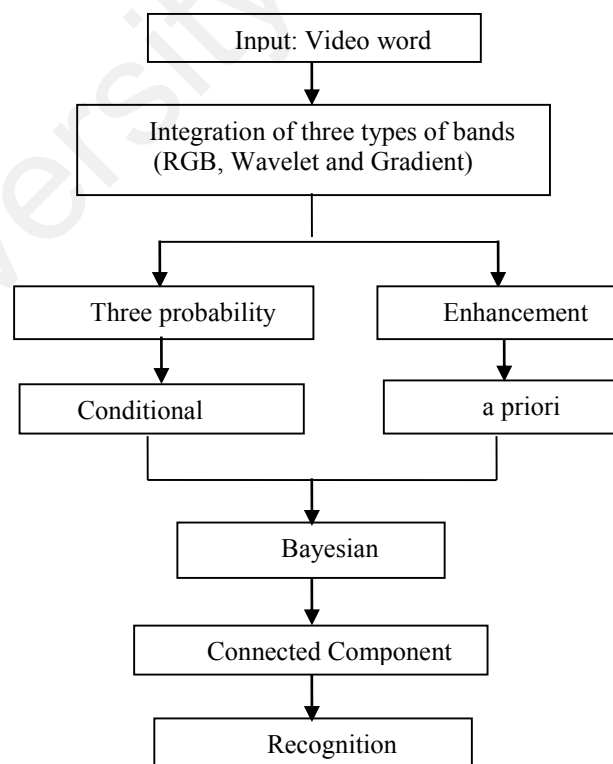 versity
Input: Video word
Integration of three types of bands
(RGB, Wavelet and Gradient)
Three probability
Enhancement
Conditional
a priori
Bayesian
Connected Component
Recognition